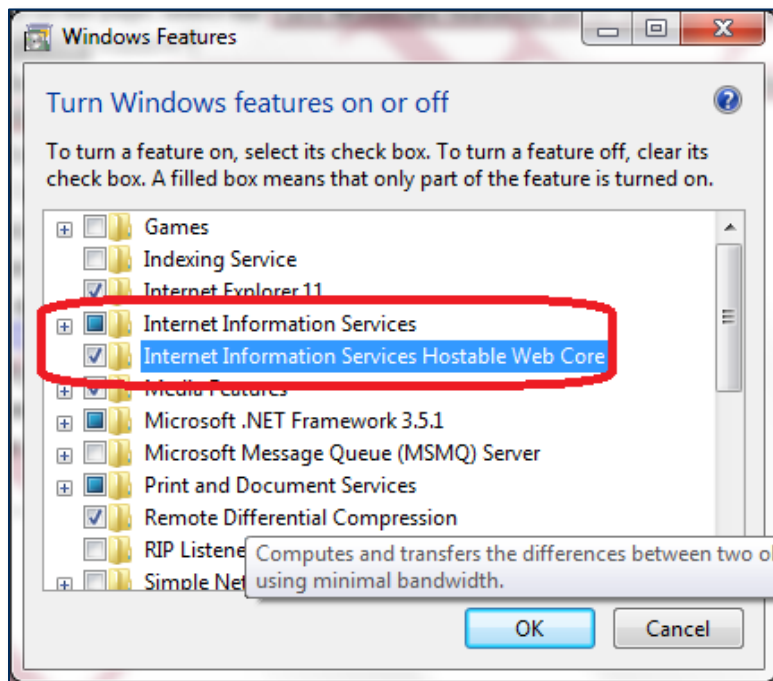 Windows Features
Turn Windows features on or off
To turn a feature on, select its check box. To turn a feature off, clear its
check box. A filled box means that only part of the feature is turned on.
Games
Indexing Service
Internet Explorer 11
Internet Information Services
Internet Information Services Hostable Web Core
Media Features
Microsoft .NET Framework 3.5.1
Microsoft Message Queue (MSMQ) Server
Print and Document Services
Remote Differential Compression
RIP Listene
Computes and transfers the differences between two
using minimal bandwidth.
Simple Net
OK
Cancel